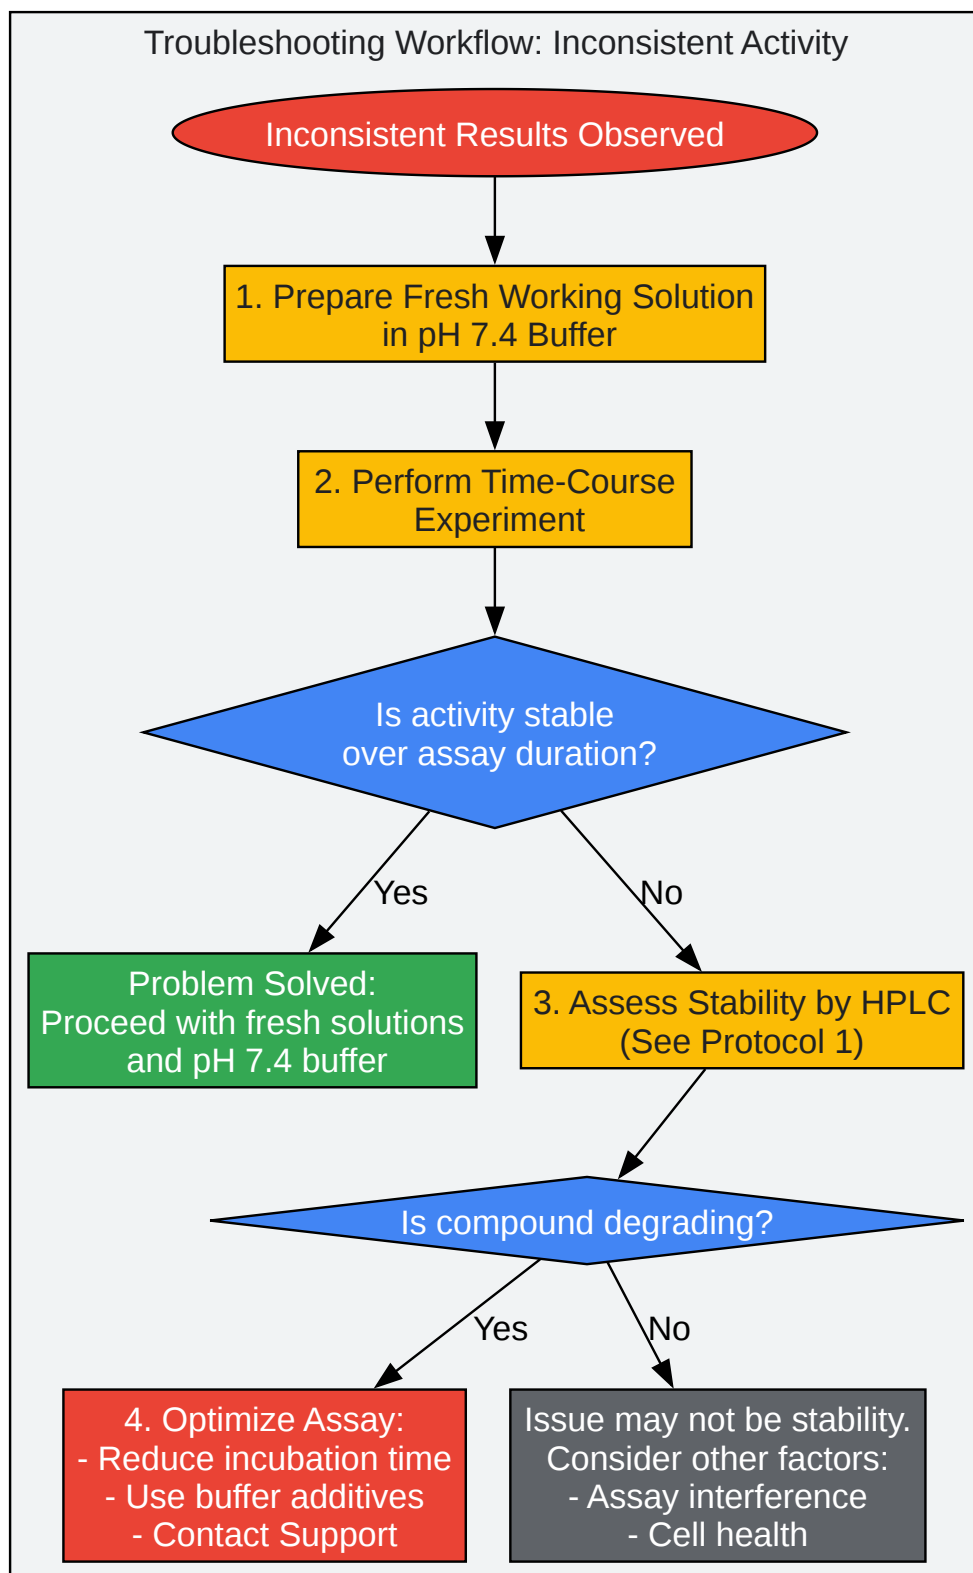 Troubleshooting Workflow: Inconsistent Activity
Inconsistent Results Observed
1. Prepare Fresh Working Solution
in pH 7.4 Buffer
2. Perform Time-Course
Experiment
Is activity stable
over assay duration?
Yes
No
Problem Solved:
Proceed with fresh solutions
and pH 7.4 buffer
3. Assess Stability by HPLC
(See Protocol 1)
Is compound degrading?
Yes
No
4. Optimize Assay:
- Reduce incubation time
- Use buffer additives
- Contact Support
Issue may not be stability.
Consider other factors:
- Assay interference
- Cell health